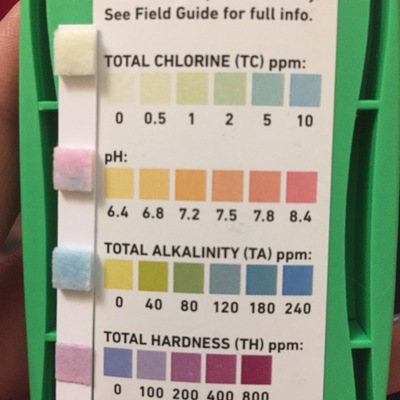 See Field Guide for full info.
TOTAL CHLORINE (TC) ppm:
0 0.5 1 2 5 10
pH:
6.4 6.8 7.2 7.5 7.8 8.4
TOTAL ALKALINITY (TA) ppm:
0 40 80 120 180 240
TOTAL HARDNESS (TH) ppm:
0 100 200 400 800